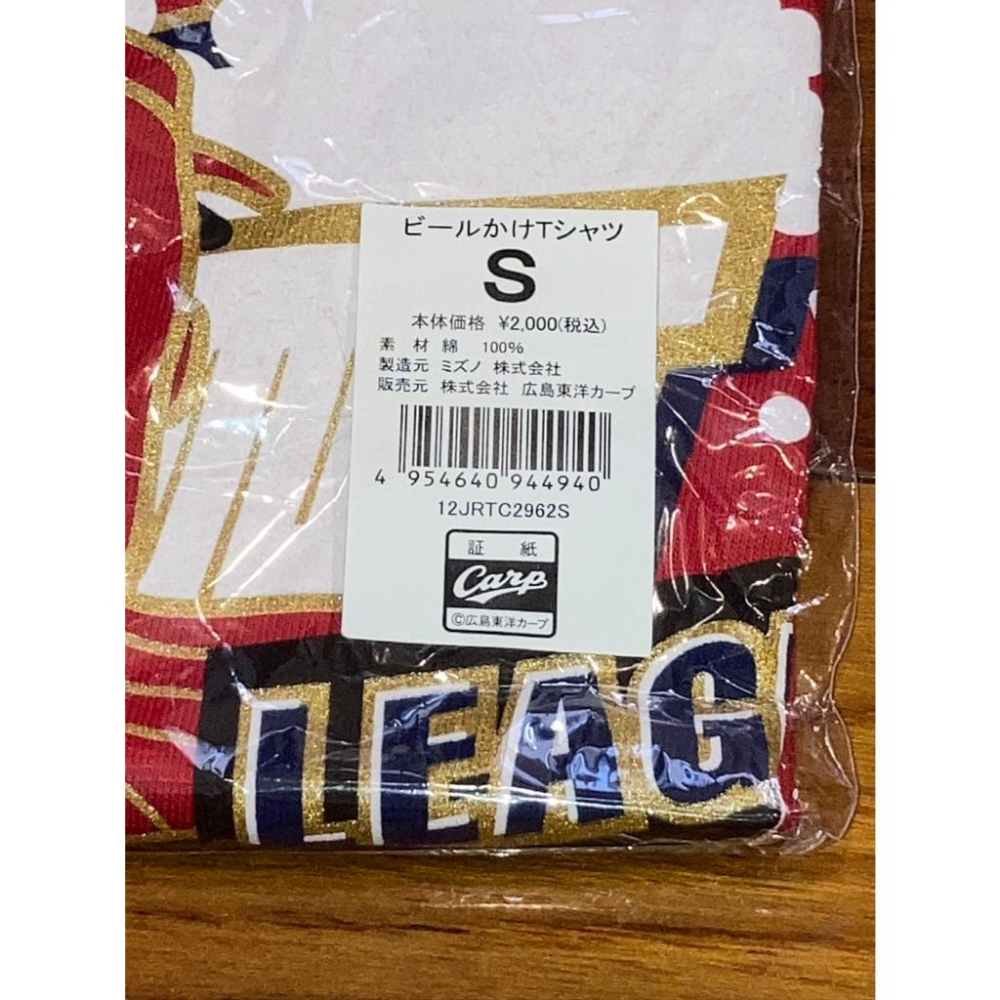 ビールかけTシャツ
S
本体価格 ¥2,000(税込)
素 材 綿 100%
製造元 ミズノ 株式会社
販売元 株式会社 広島東洋カープ
4 954640 944940
12JRTC2962S
証 紙
Carp
©広島東洋カープ
LEAG